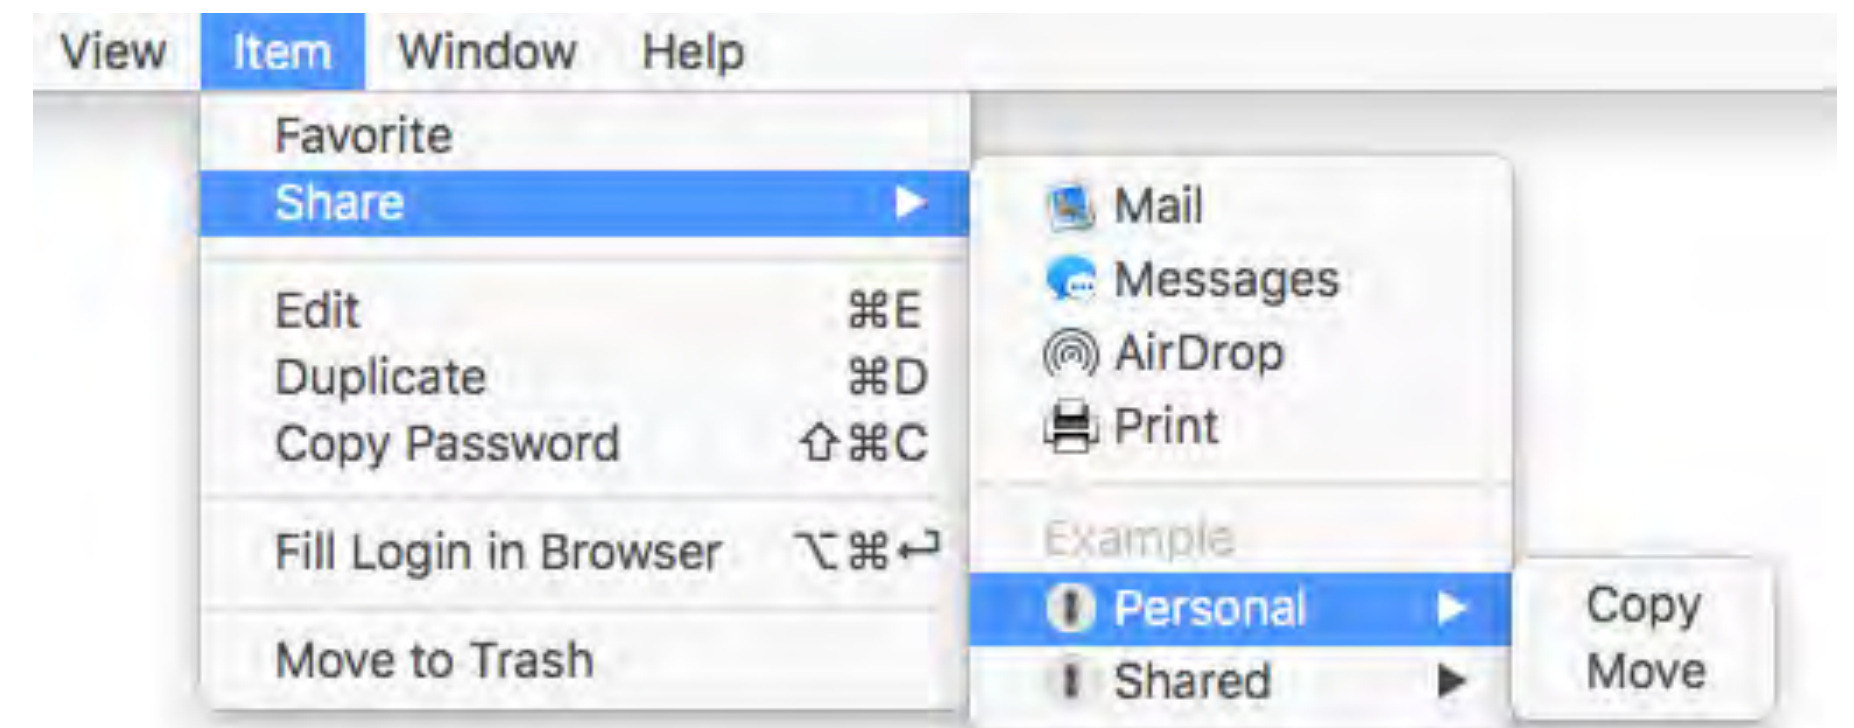 View Item Window Help
Favorite
Share
Edit ⌘E
Duplicate ⌘D
Copy Password ⇧⌘C
Fill Login in Browser ⌥⌘↩
Move to Trash
Mail
Messages
AirDrop
Print
Example
Personal
Shared
Copy
Move